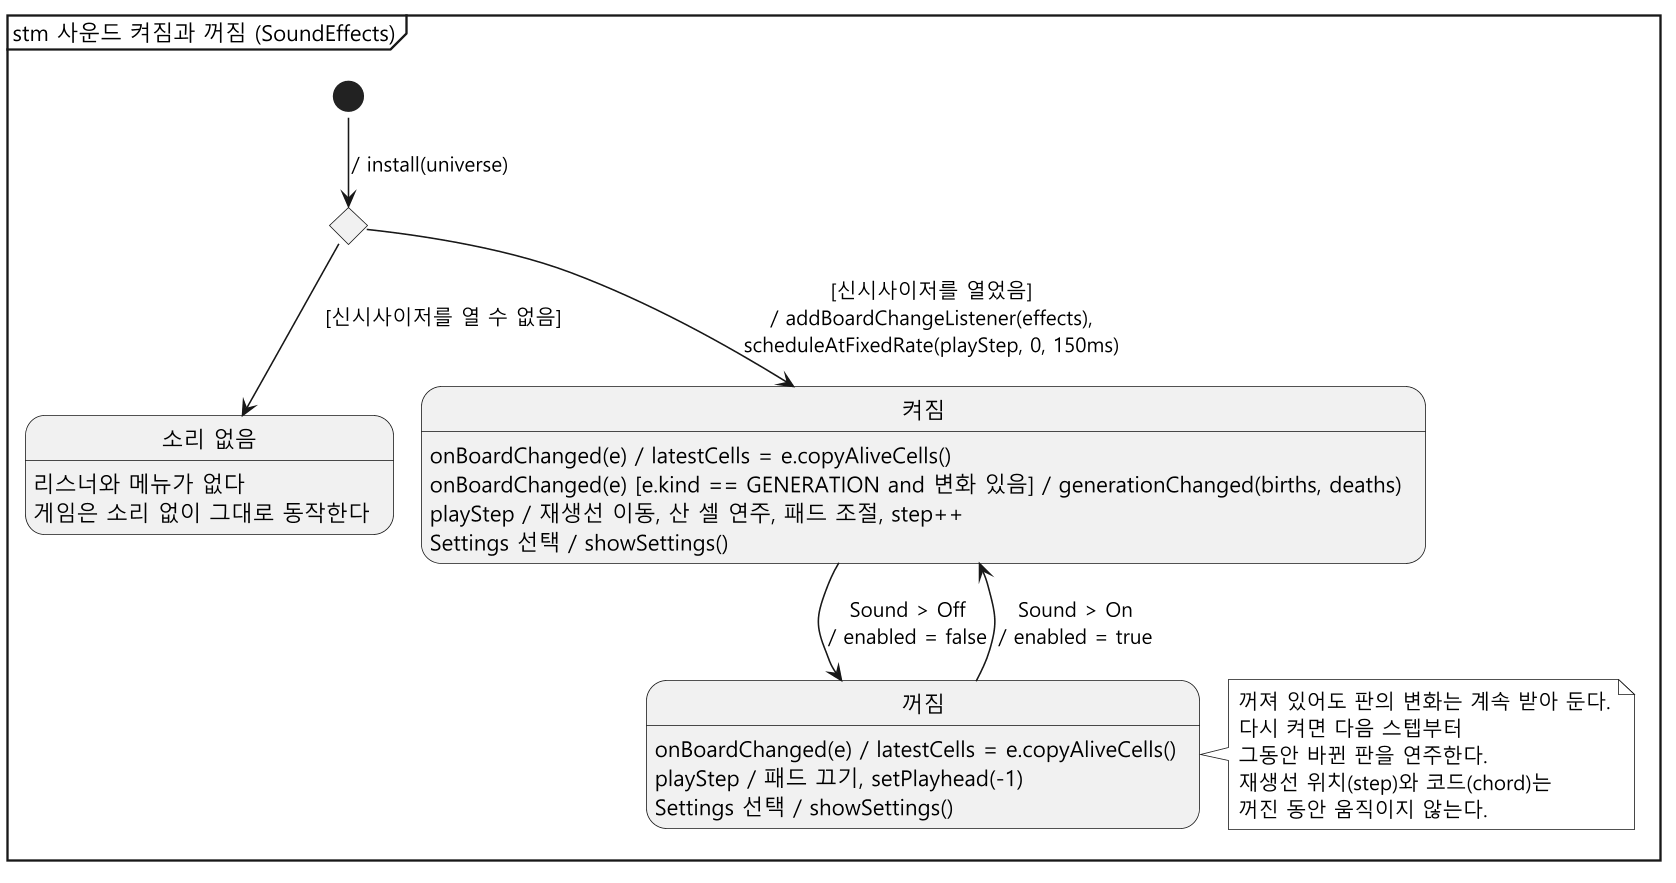 stm 사운드 켜짐과 꺼짐 (SoundEffects)
/ install(universe)
[신시사이저를 열었음]
/ addBoardChangeListener(effects),
scheduleAtFixedRate(playStep, 0, 150ms)
[신시사이저를 열 수 없음]
소리 없음
리스너와 메뉴가 없다
게임은 소리 없이 그대로 동작한다
켜짐
onBoardChanged(e) / latestCells = e.copyAliveCells()
onBoardChanged(e) [e.kind == GENERATION and 변화 있음] / generationChanged(births, deaths)
playStep / 재생선 이동, 산 셀 연주, 패드 조절, step++
Settings 선택 / showSettings()
Sound > Off
/ enabled = false
Sound > On
/ enabled = true
꺼짐
onBoardChanged(e) / latestCells = e.copyAliveCells()
playStep / 패드 끄기, setPlayhead(-1)
Settings 선택 / showSettings()
꺼져 있어도 판의 변화는 계속 받아 둔다.
다시 켜면 다음 스텝부터
그동안 바뀐 판을 연주한다.
재생선 위치(step)와 코드(chord)는
꺼진 동안 움직이지 않는다.